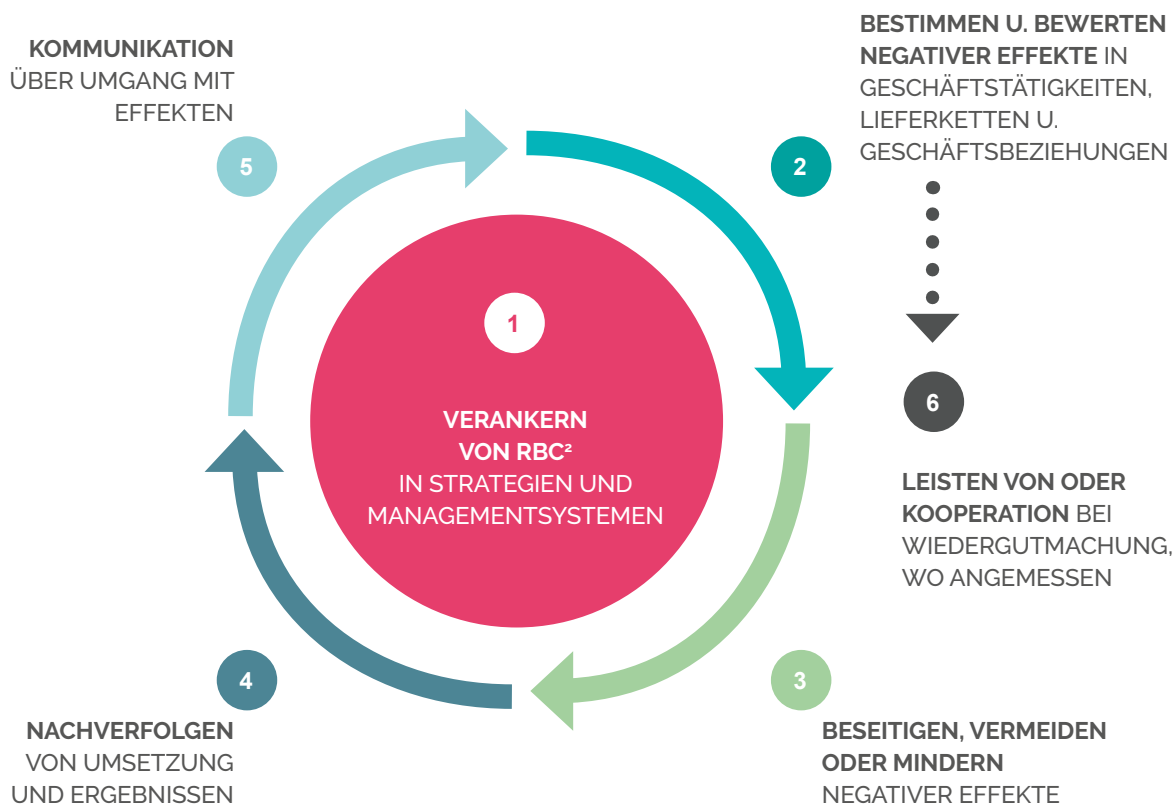 KOMMUNIKATION
ÜBER UMGANG MIT
EFFEKTEN
5
BESTIMMEN U. BEWERTEN
NEGATIVER EFFEKTE IN
GESCHÄFTSTÄTIGKEITEN,
LIEFERKETTEN U.
GESCHÄFTSBEZIEHUNGEN
2
1
VERANKERN
VON RBC²
IN STRATEGIEN UND
MANAGEMENTSYSTEMEN
6
LEISTEN VON ODER
KOOPERATION BEI
WIEDERGUTMACHUNG,
WO ANGEMESSEN
4
NACHVERFOLGEN
VON UMSETZUNG
UND ERGEBNISSEN
3
BESEITIGEN, VERMEIDEN
ODER MINDERN
NEGATIVER EFFEKTE